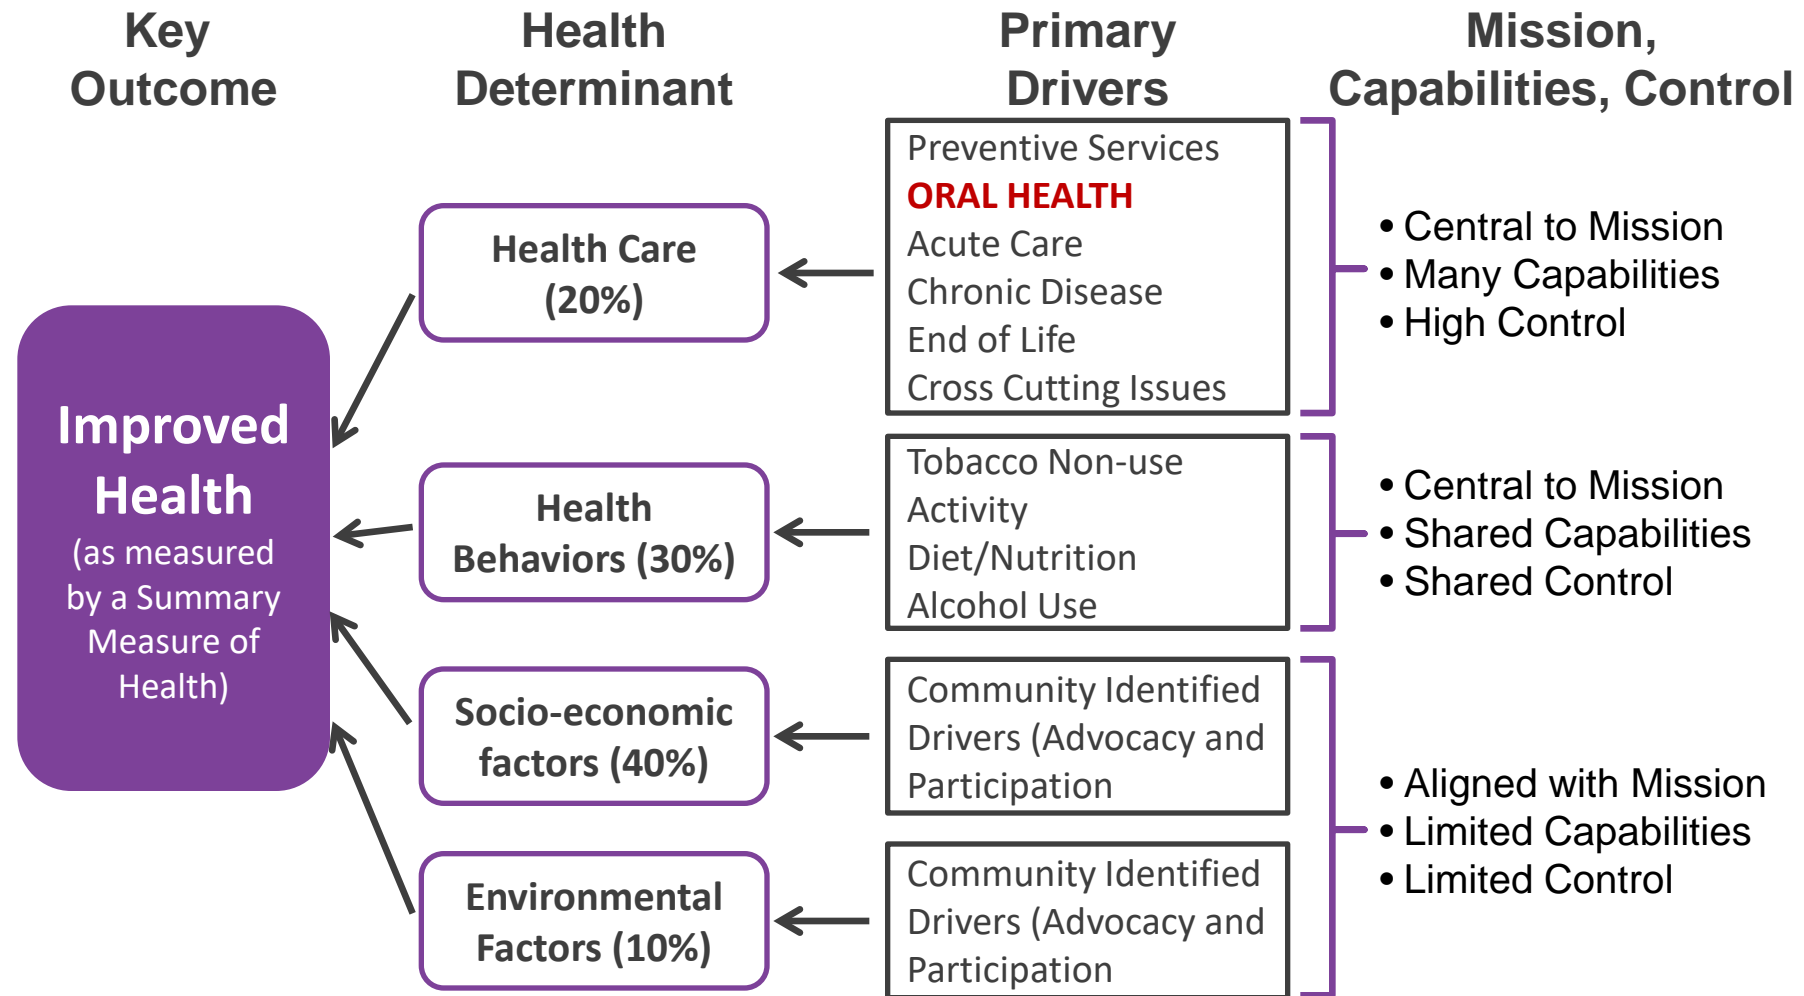 Key
Outcome
Health
Determinant
Primary
Drivers
Mission,
Capabilities, Control
Improved
Health
(as measured
by a Summary
Measure of
Health)
Health Care
(20%)
Preventive Services
ORAL HEALTH
Acute Care
Chronic Disease
End of Life
Cross Cutting Issues
• Central to Mission
• Many Capabilities
• High Control
Health
Behaviors (30%)
Tobacco Non-use
Activity
Diet/Nutrition
Alcohol Use
• Central to Mission
• Shared Capabilities
• Shared Control
Socio-economic
factors (40%)
Community Identified
Drivers (Advocacy and
Participation
Environmental
Factors (10%)
Community Identified
Drivers (Advocacy and
Participation
• Aligned with Mission
• Limited Capabilities
• Limited Control